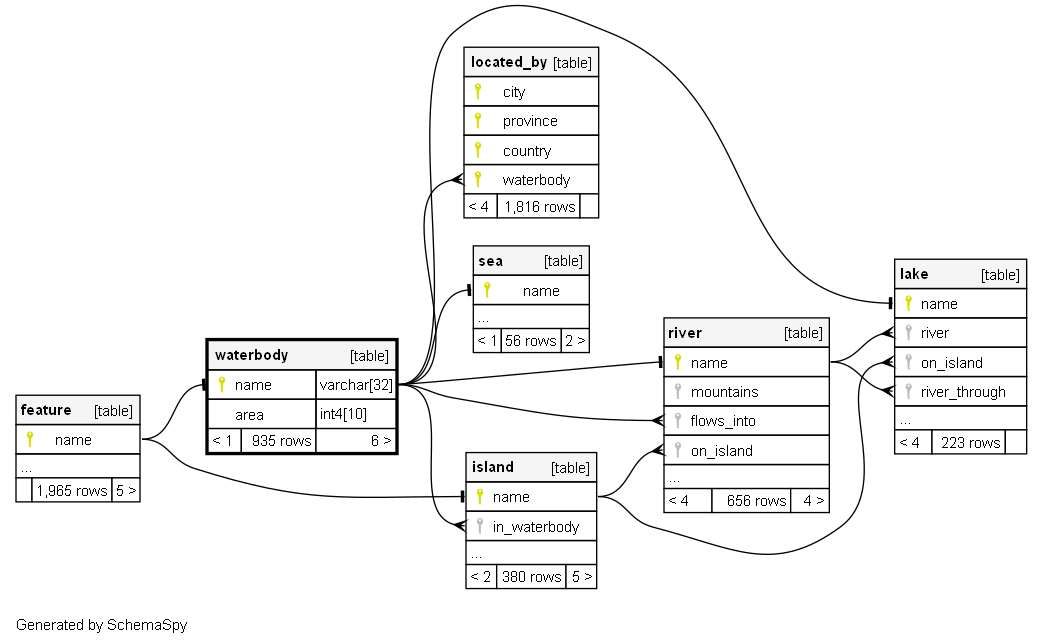 located_by [table]
city
province
country
waterbody
< 4 1,816 rows
sea [table]
name
...
< 1 56 rows 2 >
lake [table]
name
river
on_island
river_through
...
< 4 223 rows
river [table]
name
mountains
flows_into
on_island
...
< 4 656 rows 4 >
waterbody [table]
name varchar[32]
area int4[10]
< 1 935 rows 6 >
feature [table]
name
...
1,965 rows 5 >
island [table]
name
in_waterbody
...
< 2 380 rows 5 >
Generated by SchemaSpy